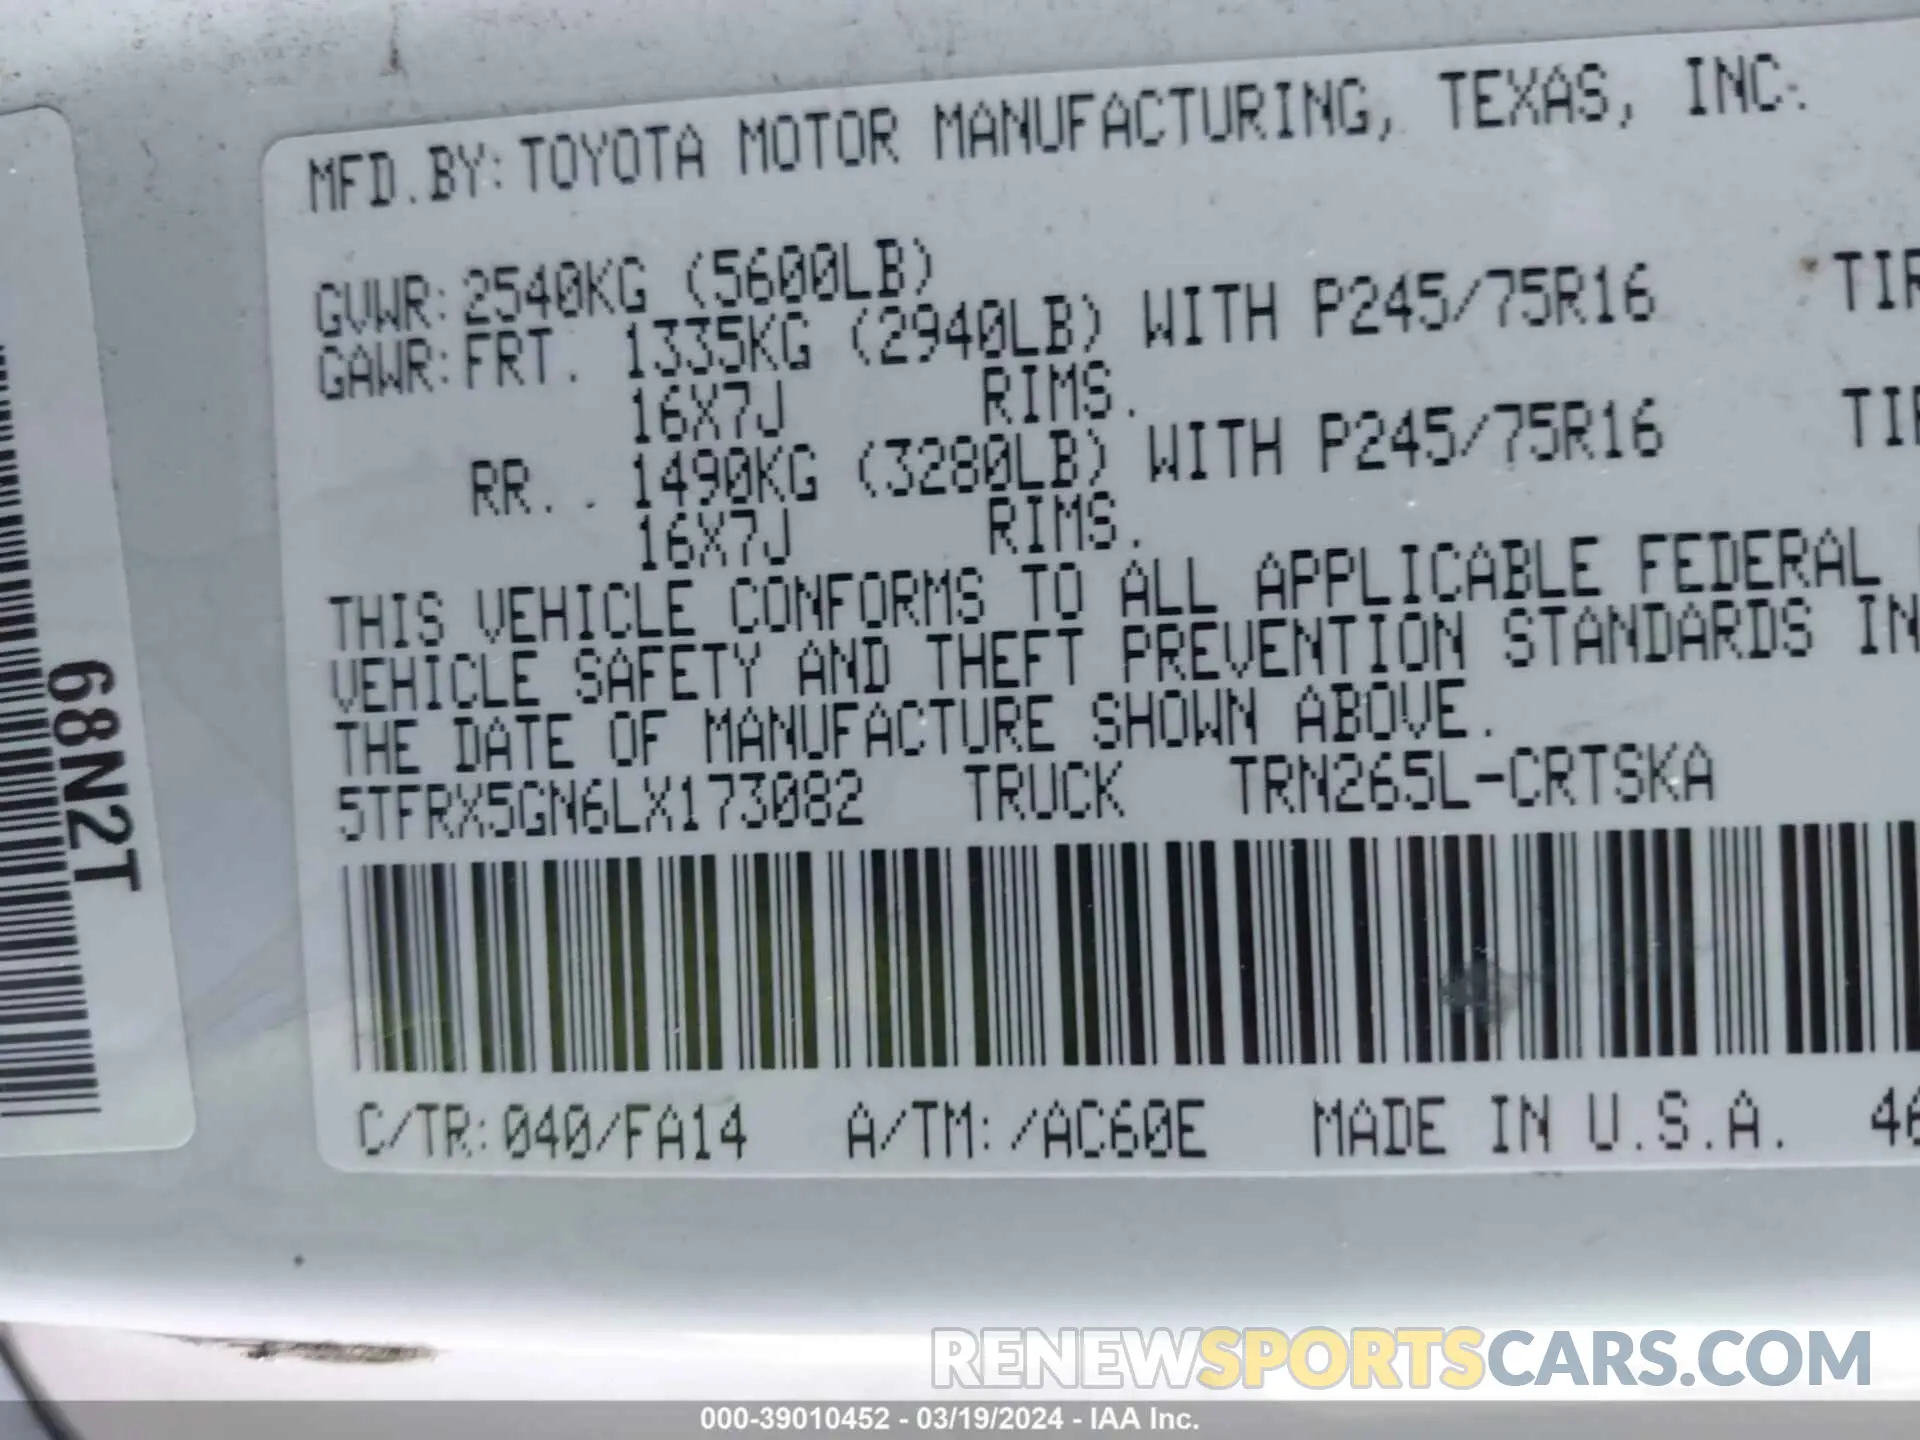 MFD.BY: TOYOTA MOTOR MANUFACTURING, TEXAS, INC.
GVWR: 2540KG (5600LB)
GAWR: FRT. 1335KG (2940LB) WITH P245/75R16 TIR
16X7J RIMS.
RR. . 1490KG (3280LB) WITH P245/75R16 TIR
16X7J RIMS.
THIS VEHICLE CONFORMS TO ALL APPLICABLE FEDERAL
VEHICLE SAFETY AND THEFT PREVENTION STANDARDS IN
THE DATE OF MANUFACTURE SHOWN ABOVE.
5TFRX5GN6LX173082 TRUCK TRN265L-CRTSKA
C/TR: 040/FA14 A/TM: /AC60E MADE IN U.S.A. 46
68N2T
RENEWSPORTSCARS.COM
000-39010452 - 03/19/2024 - IAA Inc.